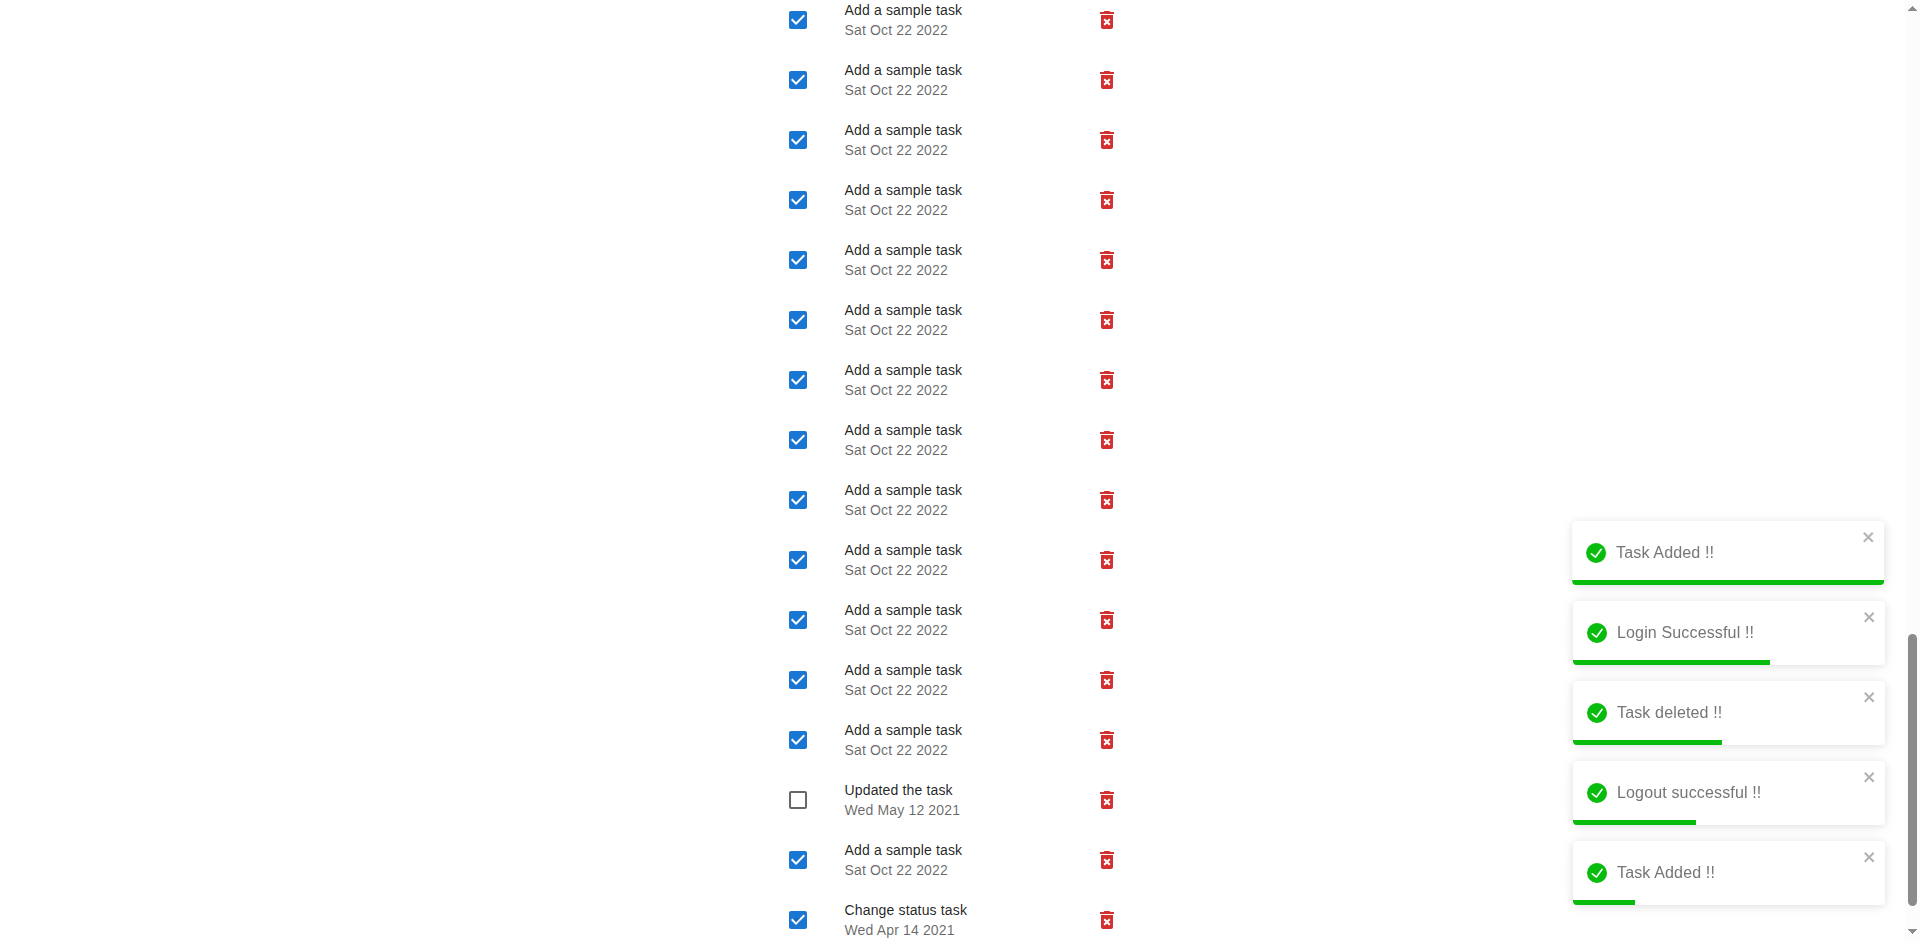 Add a sample task
Sat Oct 22 2022
Add a sample task
Sat Oct 22 2022
Add a sample task
Sat Oct 22 2022
Add a sample task
Sat Oct 22 2022
Add a sample task
Sat Oct 22 2022
Add a sample task
Sat Oct 22 2022
Add a sample task
Sat Oct 22 2022
Add a sample task
Sat Oct 22 2022
Add a sample task
Sat Oct 22 2022
Add a sample task
Sat Oct 22 2022
Add a sample task
Sat Oct 22 2022
Add a sample task
Sat Oct 22 2022
Add a sample task
Sat Oct 22 2022
Updated the task
Wed May 12 2021
Add a sample task
Sat Oct 22 2022
Change status task
Wed Apr 14 2021
Task Added !!
Login Successful !!
Task deleted !!
Logout successful !!
Task Added !!